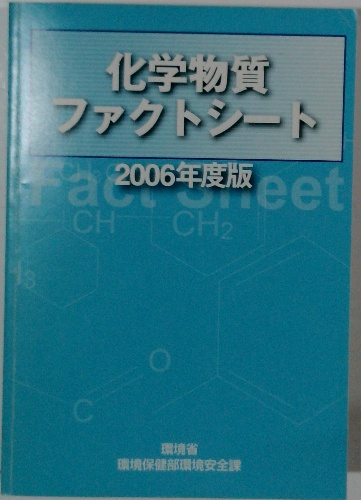 化学物質
ファクトシート
2006年度版
Fact Sheet
CH
CH₂
O
C
環境省
環境保健部環境安全課